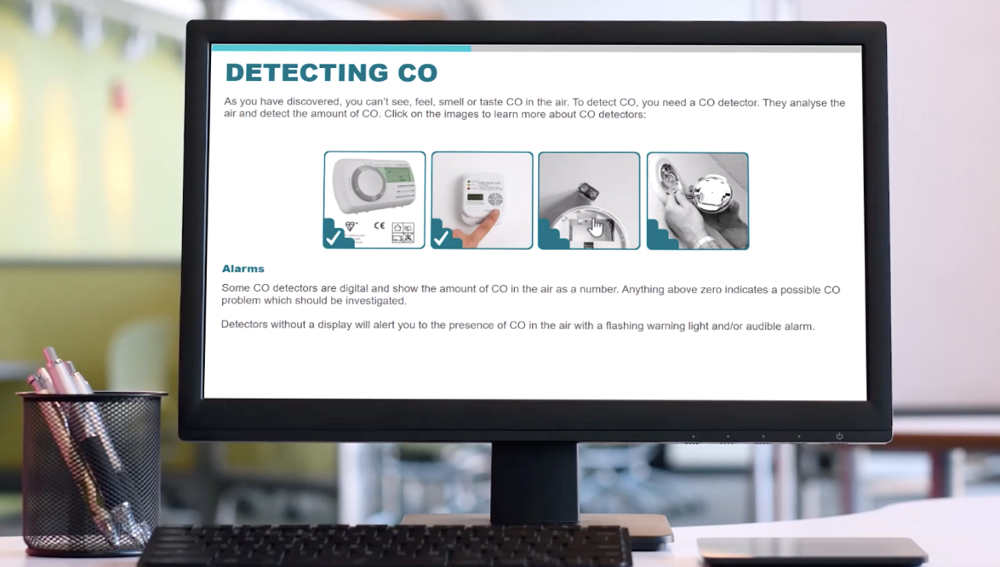 DETECTING CO
As you have discovered, you can't see, feel, smell or taste CO in the air. To detect CO, you need a CO detector. They analyse the
air and detect the amount of CO. Click on the images to learn more about CO detectors:
CE
Alarms
Some CO detectors are digital and show the amount of CO in the air as a number. Anything above zero indicates a possible CO
problem which should be investigated.
Detectors without a display will alert you to the presence of CO in the air with a flashing warning light and/or audible alarm.